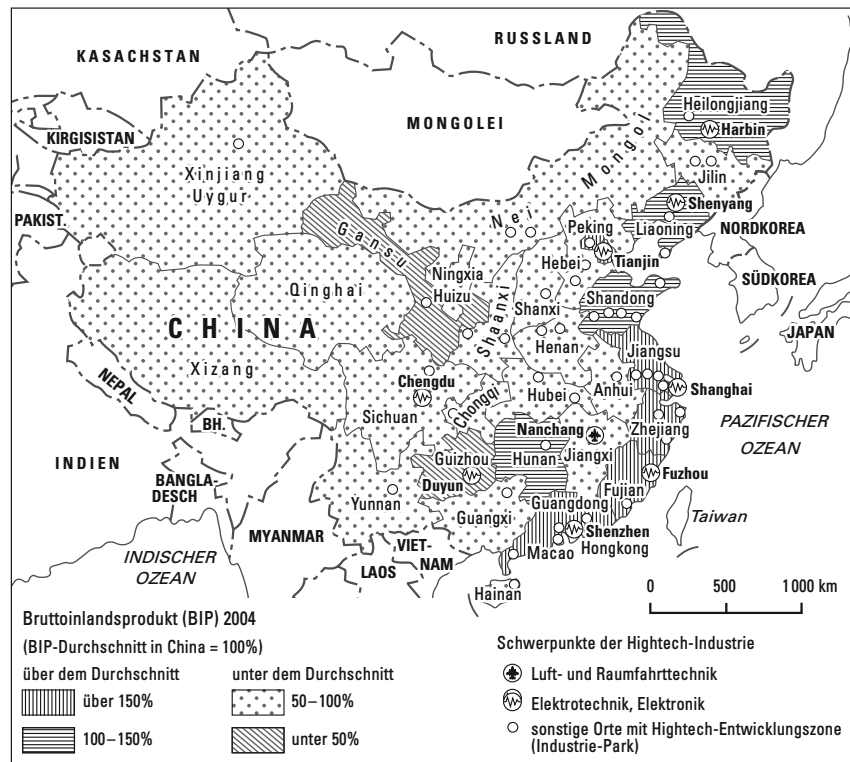 RUSSLAND
KASACHSTAN
MONGOLEI
Heilongjiang
Harbin
KIRGISISTAN
Xinjiang
Uygur
Nei Mongol
Jilin
Shenyang
PAKIST.
Gansu
Peking
Liaoning
NORDKOREA
Tianjin
Hebei
Ningxia
Huizu
SÜDKOREA
Qinghai
Shanxi
Shandong
CHINA
Shaanxi
JAPAN
Henan
Jiangsu
Xizang
Chengdu
Chongqi
Anhui
Shanghai
NEPAL
Sichuan
Hubei
BH.
Nanchang
Zhejiang
PAZIFISCHER
OZEAN
INDIEN
Guizhou
Hunan
Jiangxi
BANGLA-
DESCH
Duyun
Fuzhou
Fujian
Yunnan
Guangxi
Guangdong
Taiwan
MYANMAR
Shenzhen
VIET-
NAM
Macao
Hongkong
INDISCHER
OZEAN
LAOS
Hainan
0 500 1 000 km
Bruttoinlandsprodukt (BIP) 2004
(BIP-Durchschnitt in China = 100%)
über dem Durchschnitt
über 150%
100–150%
unter dem Durchschnitt
50–100%
unter 50%
Schwerpunkte der Hightech-Industrie
Luft- und Raumfahrttechnik
Elektrotechnik, Elektronik
sonstige Orte mit Hightech-Entwicklungszone
(Industrie-Park)